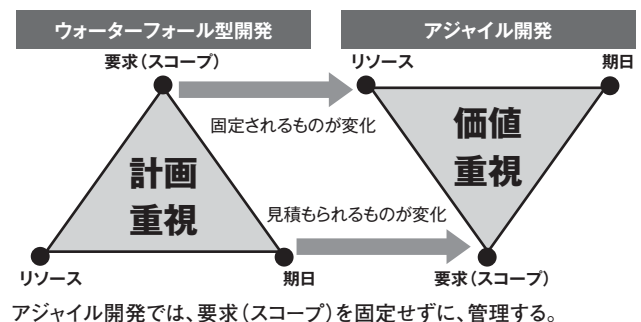 ウォーターフォール型開発
アジャイル開発
要求（スコープ）
リソース
期日
固定されるものが変化
価値
重視
計画
重視
見積もられるものが変化
リソース
期日
要求（スコープ）
アジャイル開発では、要求（スコープ）を固定せずに、管理する。